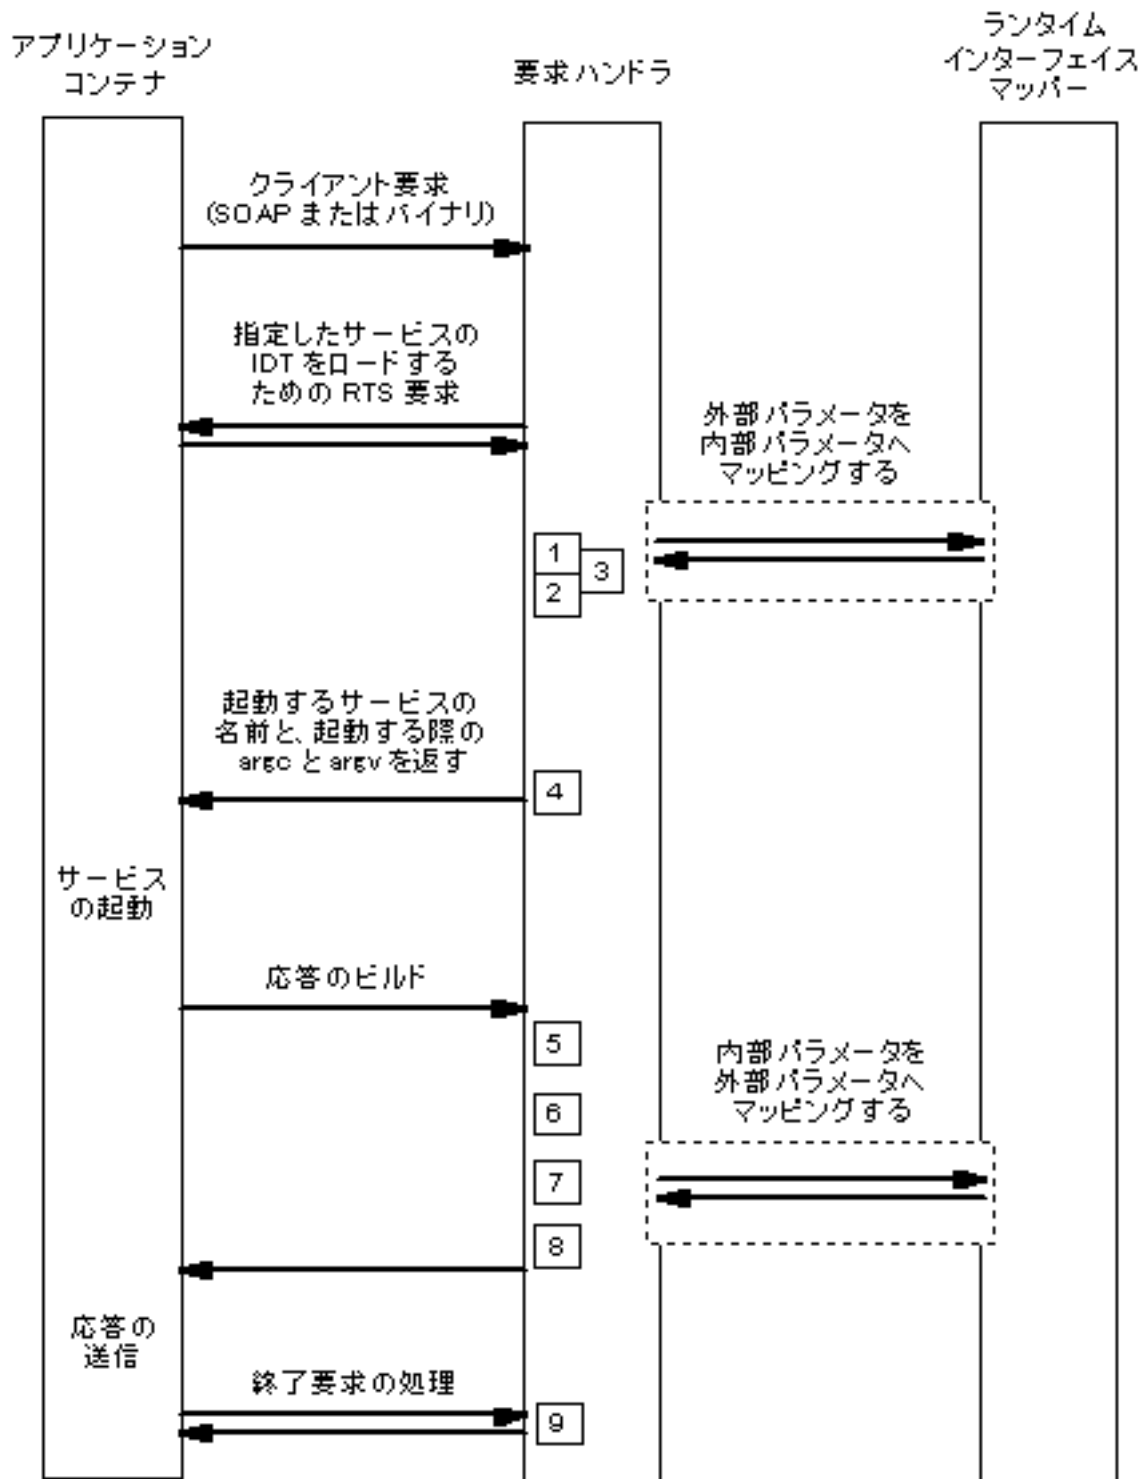 アプリケーション
コンテナ
要求ハンドラ
ランタイム
インターフェイス
マッパー
クライアント要求
(SOAP またはバイナリ)
指定したサービスの
IDT をロードする
ための RTS 要求
外部パラメータを
内部パラメータへ
マッピングする
1
2
3
起動するサービスの
名前と、起動する際の
argc と argv を返す
4
サービス
の起動
応答のビルド
5
内部パラメータを
外部パラメータへ
マッピングする
6
7
8
応答の
送信
終了要求の処理
9